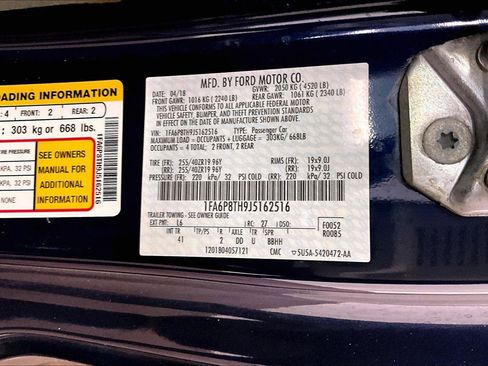 LOADING INFORMATION
: 4 FRONT: 2 REAR: 2
: 303 kg or 668 lbs.
TIRE PRESSURE
KPA, 32 PSI
KPA, 32 PSI
NONE
SEE OWNERS
MANUAL FOR
ADDITIONAL
INFORMATION
1FA6P8TH9J5162516
MFD. BY FORD MOTOR CO.
DATE: 04/18 GVWR: 2050 KG ( 4520 LB)
FRONT GAWR: 1016 KG ( 2240 LB) REAR GAWR: 1061 KG ( 2340 LB)
THIS VEHICLE CONFORMS TO ALL APPLICABLE FEDERAL MOTOR
VEHICLE SAFETY, BUMPER, AND THEFT PREVENTION STANDARDS
IN EFFECT ON THE DATE OF MANUFACTURE SHOWN ABOVE.
VEHICLE: 1FA6P8TH9J5162516 TYPE: Passenger Car
MAXIMUM LOAD = OCCUPANTS + LUGGAGE = 303KG/ 668LB
OCCUPANTS = 4 TOTAL; 2 FRONT, 2 REAR
TIRE (FR): 255/40ZR19 96Y RIMS (FR): 19x9.0J
(RR): 255/40ZR19 96Y (RR): 19x9.0J
PRESSURE (FR): 220 kPa/ 32 PSI COLD (RR): 220 kPa/ 32 PSI COLD
1FA6P8TH9J5162516
TRAILER TOWING - SEE OWNER GUIDE
EXT PNT: L6 RC: 27 DSO: F0052
INT TR TP/PS R AXLE TR SPR R0085
41 2 DD U BBHH
1201804057121 CMC 5U5A-5420472-AA